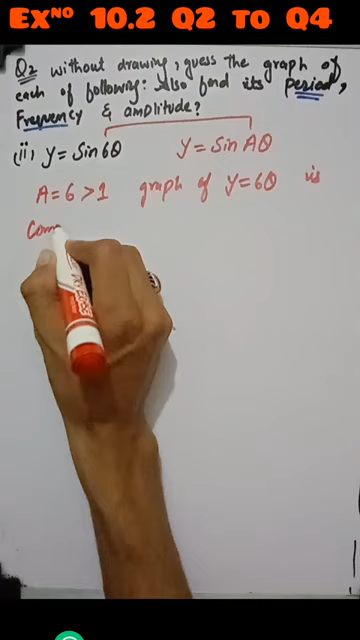 Exᴺᴼ 10.2 Q2 TO Q4
Q2 without drawing, guess the graph of
each of following: Also find its period,
Frequency & amplitude?
(ii) y = Sin 6θ y = Sin Aθ
A = 6 > 1 graph of y = 6θ is
Com